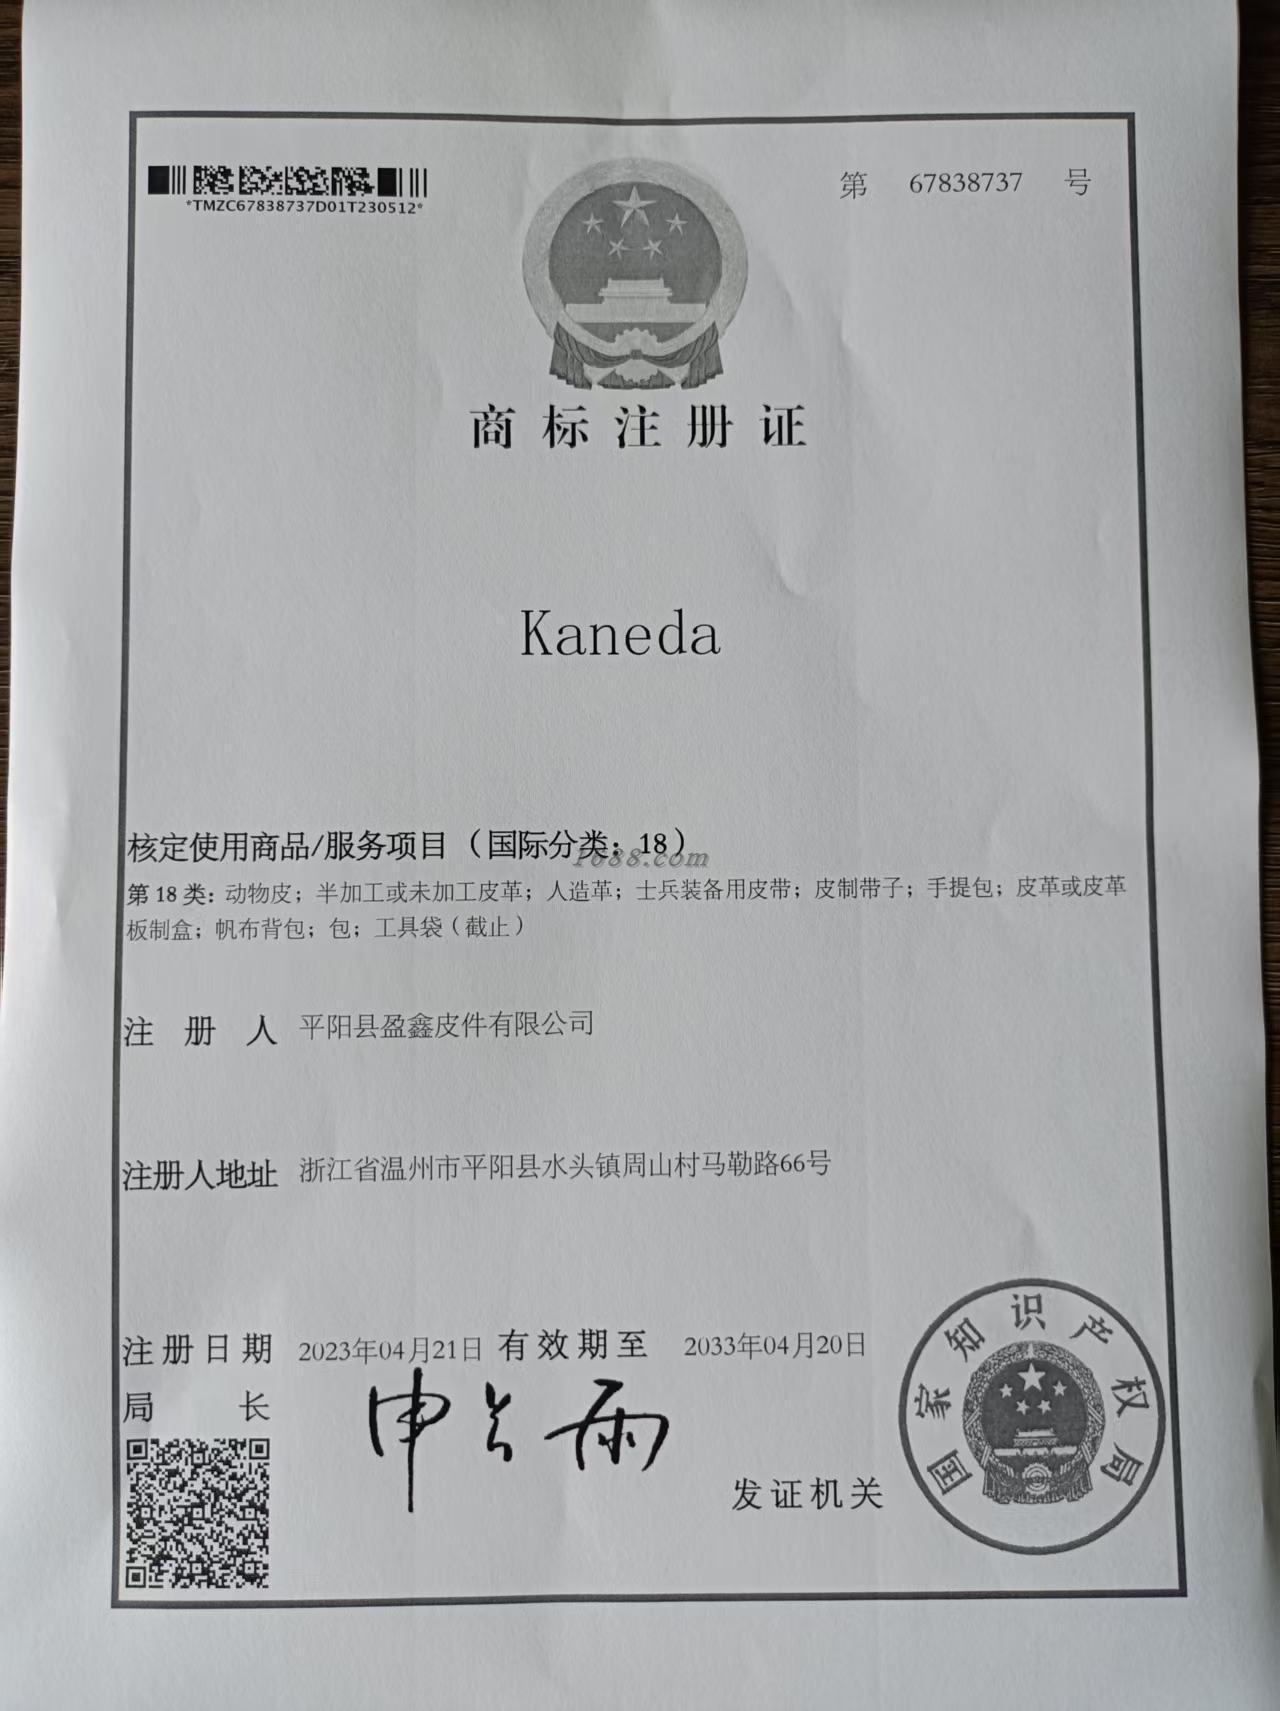 *TMZC67838737D01T230512*
第 67838737 号
商标注册证
Kaneda
核定使用商品/服务项目（国际分类：18）
1688.com
第 18 类：动物皮；半加工或未加工皮革；人造革；士兵装备用皮带；皮制带子；手提包；皮革或皮革
板制盒；帆布背包；包；工具袋（截止）
注册人 平阳县盈鑫皮件有限公司
注册人地址 浙江省温州市平阳县水头镇周山村马勒路66号
注册日期 2023年04月21日 有效期至 2033年04月20日
局长 申长雨
发证机关
国家知识产权局